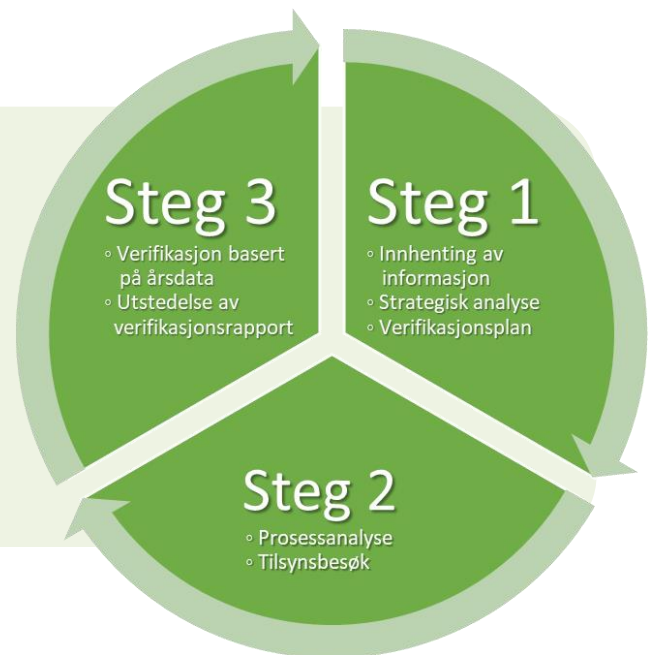 Steg 1
◦ Innhenting av
informasjon
◦ Strategisk analyse
◦ Verifikasjonsplan
Steg 2
◦ Prosessanalyse
◦ Tilsynsbesøk
Steg 3
◦ Verifikasjon basert
på årsdata
◦ Utstedelse av
verifikasjonsrapport